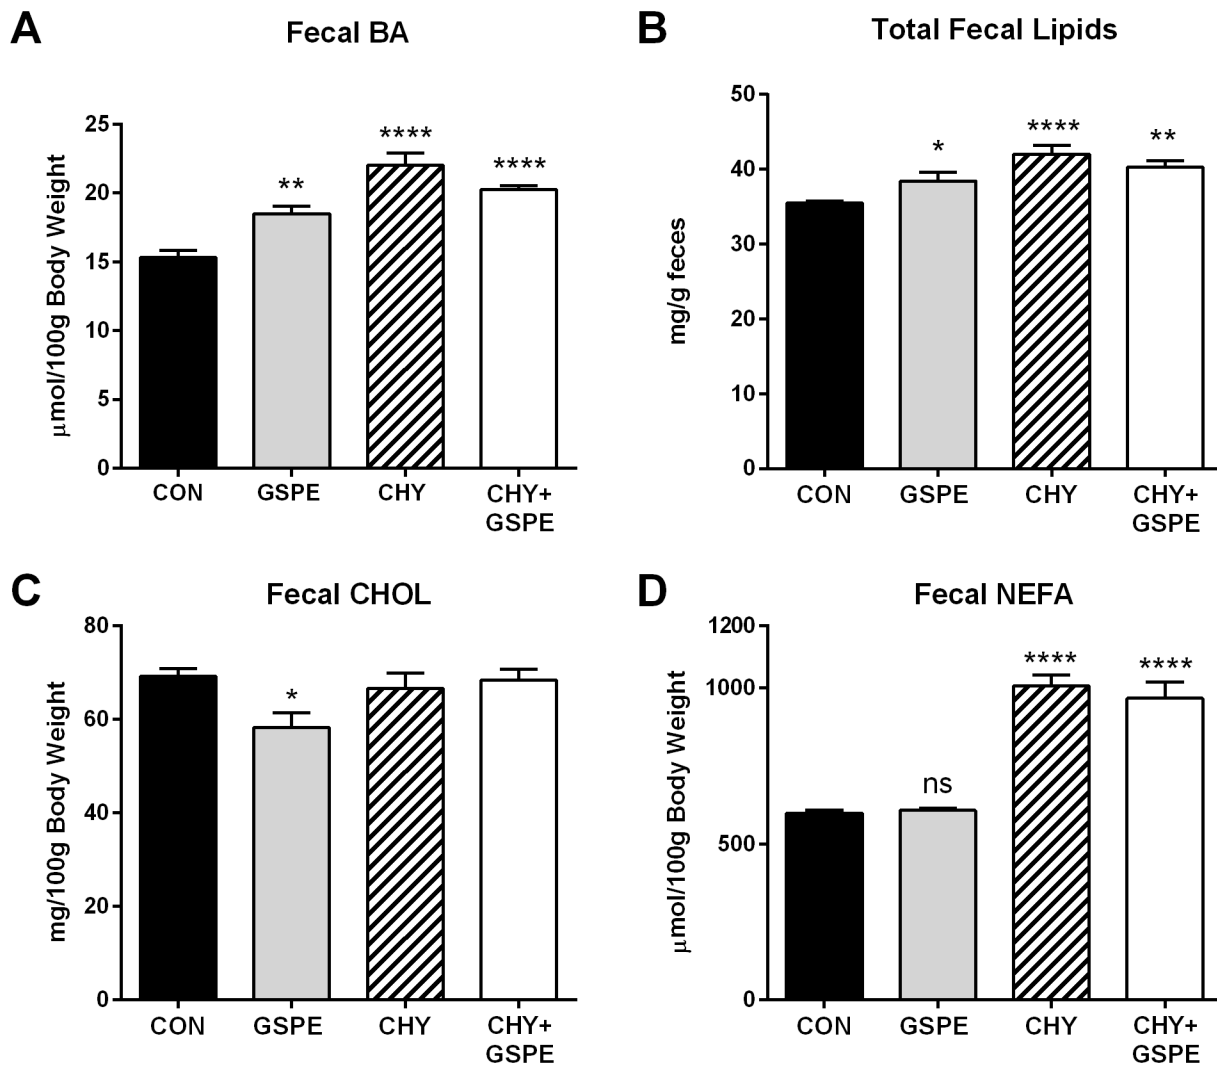 A
Fecal BA
μmol/100g Body Weight
25
20
15
10
5
0
**
****
****
CON
GSPE
CHY
CHY+
GSPE
B
Total Fecal Lipids
mg/g feces
50
40
30
20
10
0
*
****
**
CON
GSPE
CHY
CHY+
GSPE
C
Fecal CHOL
mg/100g Body Weight
80
60
40
20
0
*
CON
GSPE
CHY
CHY+
GSPE
D
Fecal NEFA
μmol/100g Body Weight
1200
1000
500
0
ns
****
****
CON
GSPE
CHY
CHY+
GSPE